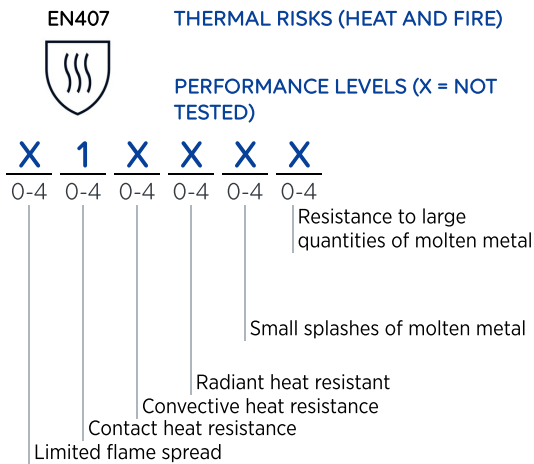 EN407
THERMAL RISKS (HEAT AND FIRE)
PERFORMANCE LEVELS (X = NOT
TESTED)
X 1 X X X X
0-4 0-4 0-4 0-4 0-4 0-4
Resistance to large
quantities of molten metal
Small splashes of molten metal
Radiant heat resistant
Convective heat resistance
Contact heat resistance
Limited flame spread